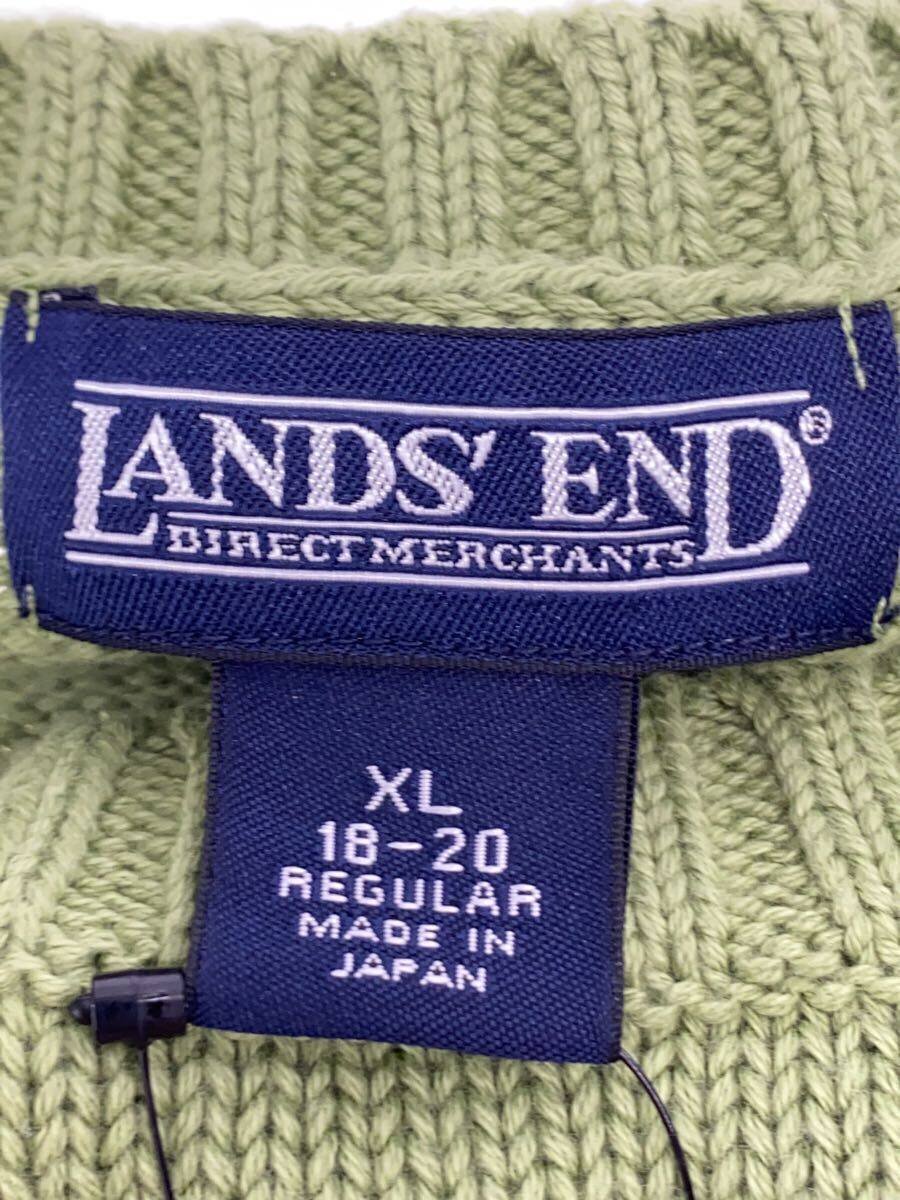 LANDS' END®
DIRECT MERCHANTS
XL
18-20
REGULAR
MADE IN
JAPAN